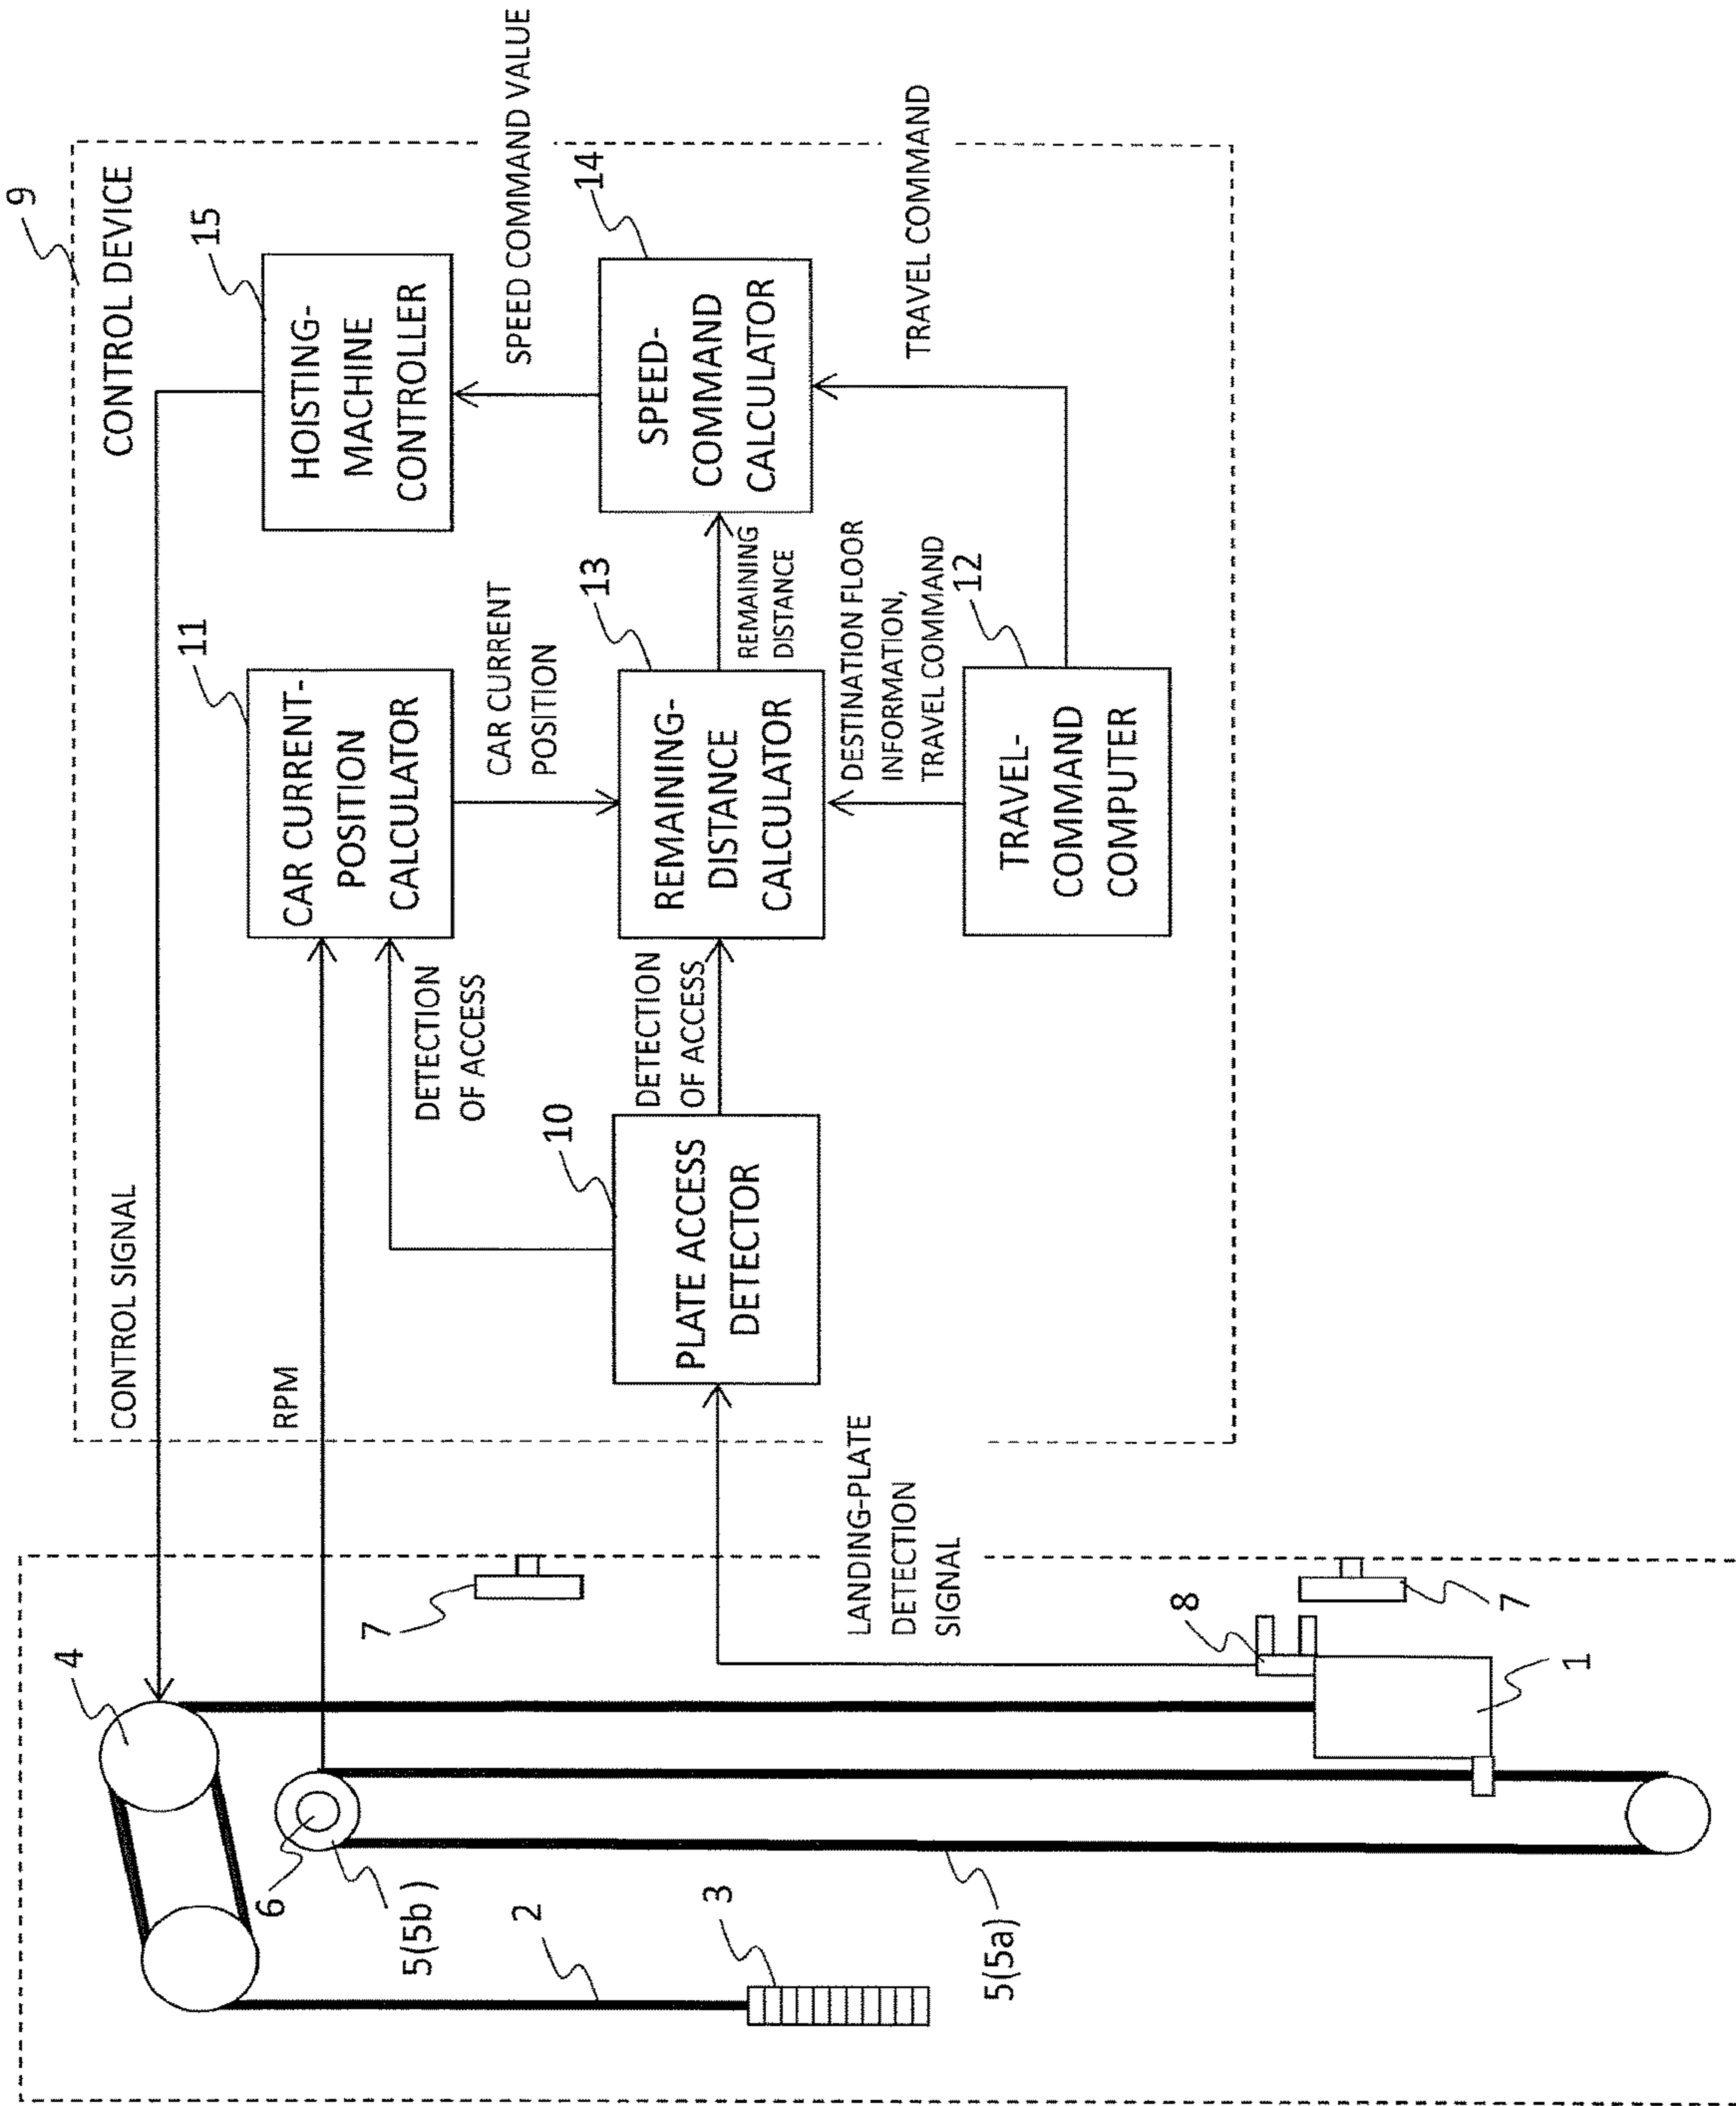 9
CONTROL DEVICE
15
HOISTING-
MACHINE
CONTROLLER
SPEED COMMAND VALUE
14
SPEED-
COMMAND
CALCULATOR
TRAVEL COMMAND
11
CAR CURRENT-
POSITION
CALCULATOR
CAR CURRENT
POSITION
13
REMAINING-
DISTANCE
CALCULATOR
REMAINING
DISTANCE
DESTINATION FLOOR
INFORMATION,
TRAVEL COMMAND
12
TRAVEL-
COMMAND
COMPUTER
CONTROL SIGNAL
RPM
DETECTION
OF ACCESS
DETECTION
OF ACCESS
10
PLATE ACCESS
DETECTOR
LANDING-PLATE
DETECTION
SIGNAL
4
7
6
5(5b)
2
3
5(5a)
8
7
1